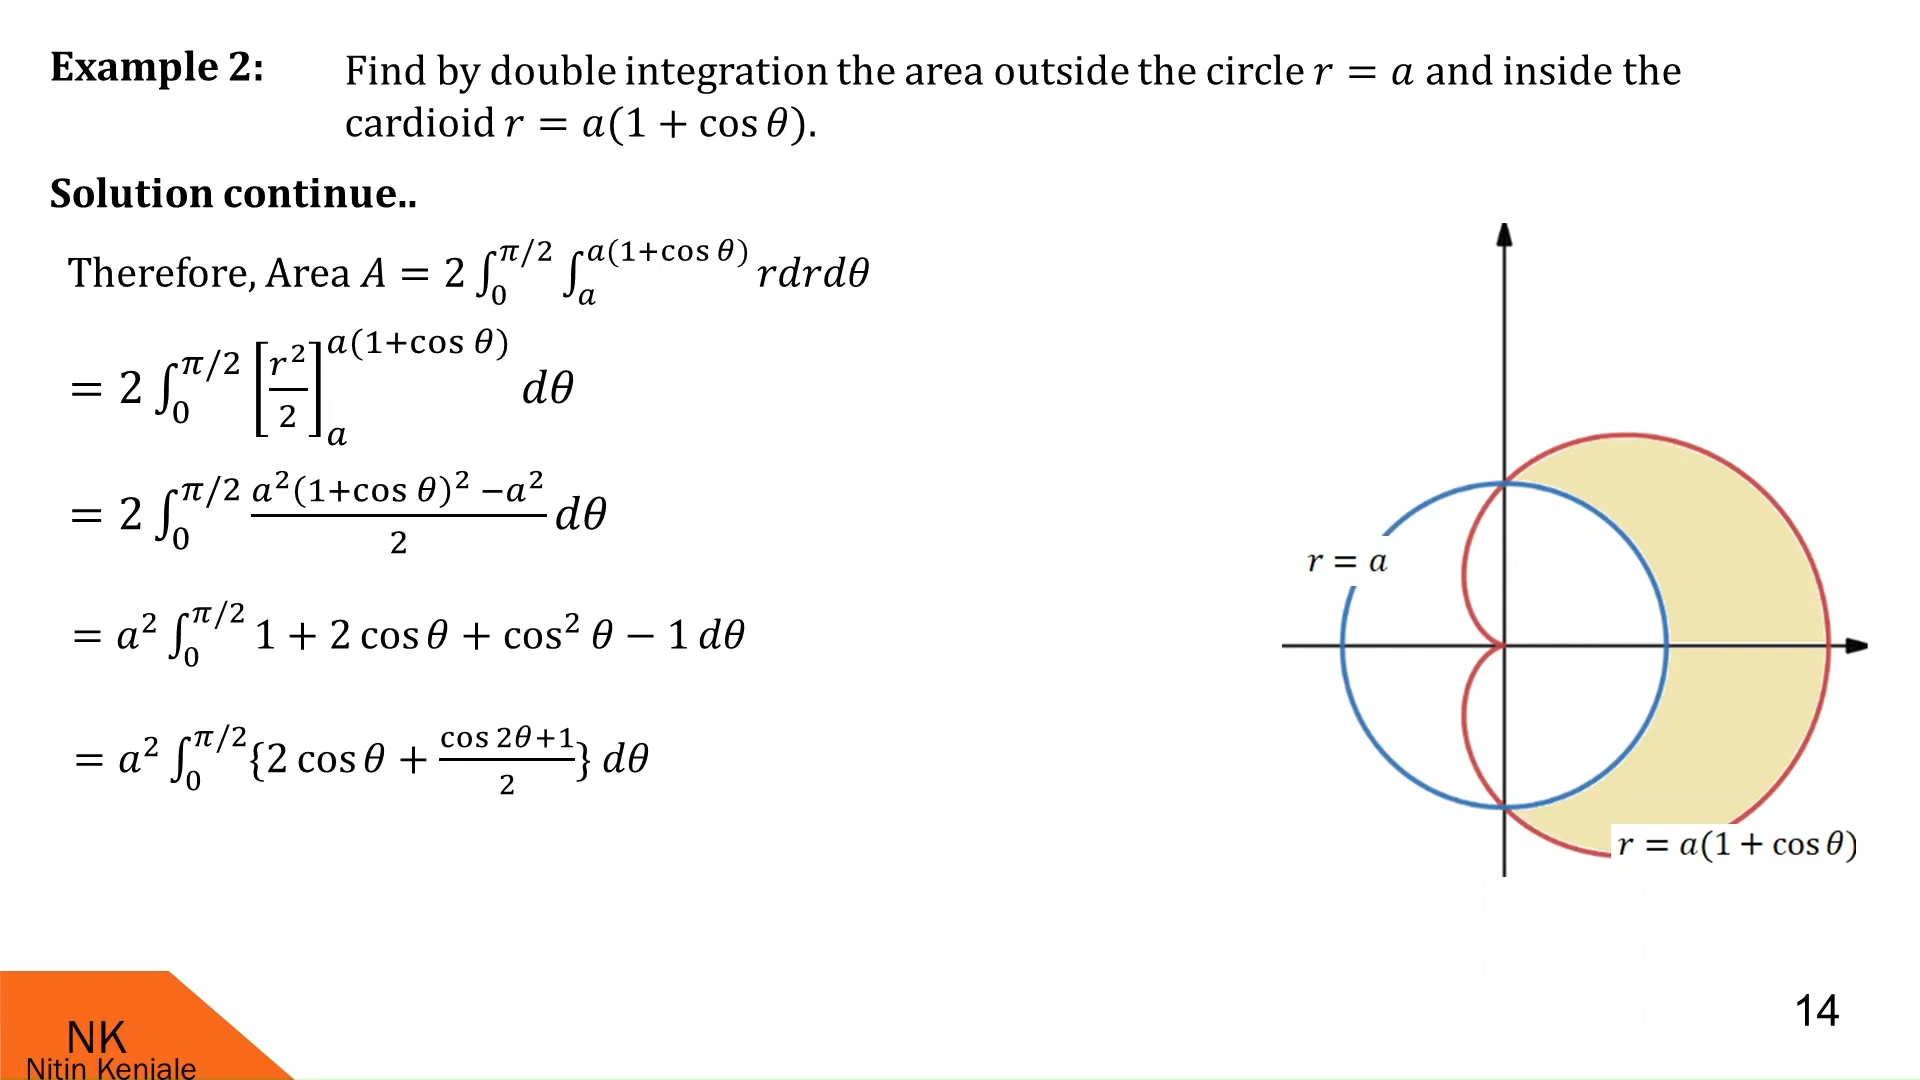 Example 2: Find by double integration the area outside the circle r = a and inside the
cardioid r = a(1 + cos θ).
Solution continue..
Therefore, Area A = 2 ∫₀^{π/2} ∫ₐ^{a(1+cos θ)} rdrdθ
= 2 ∫₀^{π/2} [r²/2]ₐ^{a(1+cos θ)} dθ
= 2 ∫₀^{π/2} (a²(1+cos θ)² −a²)/2 dθ
= a² ∫₀^{π/2} 1 + 2 cos θ + cos² θ − 1 dθ
= a² ∫₀^{π/2} {2 cos θ + (cos 2θ+1)/2} dθ
r = a
r = a(1 + cos θ)
NK
Nitin Keniale
14